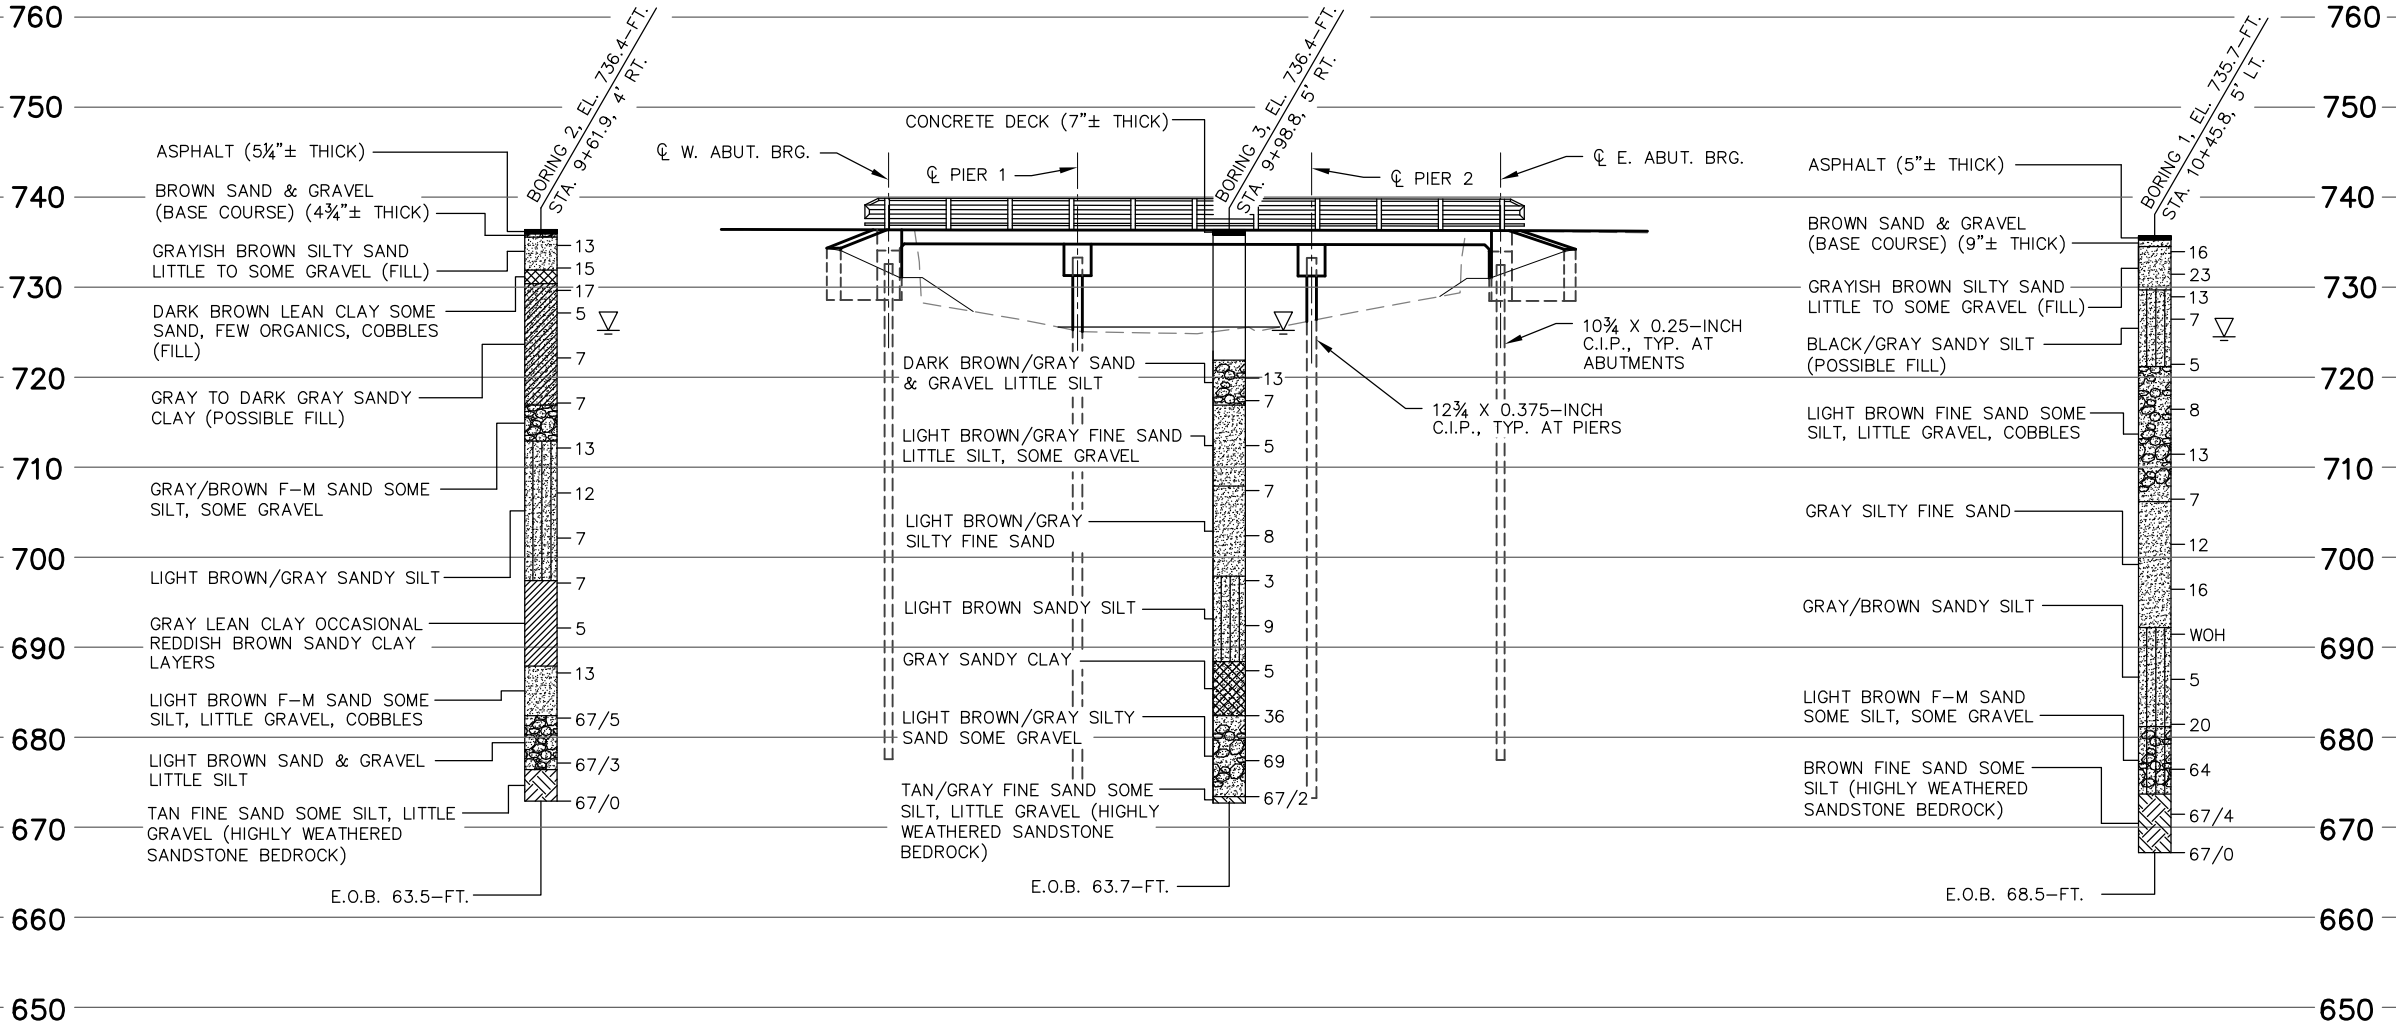 760
750
740
730
720
710
700
690
680
670
660
650
BORING 2, EL. 736.4-FT.
STA. 9+61.9, 4' RT.
ASPHALT (5¼"± THICK)
BROWN SAND & GRAVEL
(BASE COURSE) (4¾"± THICK)
GRAYISH BROWN SILTY SAND
LITTLE TO SOME GRAVEL (FILL)
DARK BROWN LEAN CLAY SOME
SAND, FEW ORGANICS, COBBLES
(FILL)
GRAY TO DARK GRAY SANDY
CLAY (POSSIBLE FILL)
GRAY/BROWN F-M SAND SOME
SILT, SOME GRAVEL
LIGHT BROWN/GRAY SANDY SILT
GRAY LEAN CLAY OCCASIONAL
REDDISH BROWN SANDY CLAY
LAYERS
LIGHT BROWN F-M SAND SOME
SILT, LITTLE GRAVEL, COBBLES
LIGHT BROWN SAND & GRAVEL
LITTLE SILT
TAN FINE SAND SOME SILT, LITTLE
GRAVEL (HIGHLY WEATHERED
SANDSTONE BEDROCK)
E.O.B. 63.5-FT.
13
15
17
5
7
7
13
12
7
7
5
13
67/5
67/3
67/0
℄ W. ABUT. BRG.
℄ PIER 1
CONCRETE DECK (7"± THICK)
BORING 3, EL. 736.4-FT.
STA. 9+98.8, 5' RT.
℄ PIER 2
℄ E. ABUT. BRG.
DARK BROWN/GRAY SAND
& GRAVEL LITTLE SILT
LIGHT BROWN/GRAY FINE SAND
LITTLE SILT, SOME GRAVEL
LIGHT BROWN/GRAY
SILTY FINE SAND
LIGHT BROWN SANDY SILT
GRAY SANDY CLAY
LIGHT BROWN/GRAY SILTY
SAND SOME GRAVEL
TAN/GRAY FINE SAND SOME
SILT, LITTLE GRAVEL (HIGHLY
WEATHERED SANDSTONE
BEDROCK)
E.O.B. 63.7-FT.
13
7
5
7
8
3
9
5
36
69
67/2
10¾ X 0.25-INCH
C.I.P., TYP. AT
ABUTMENTS
12¾ X 0.375-INCH
C.I.P., TYP. AT PIERS
BORING 1, EL. 735.7-FT.
STA. 10+45.8, 5' LT.
ASPHALT (5"± THICK)
BROWN SAND & GRAVEL
(BASE COURSE) (9"± THICK)
GRAYISH BROWN SILTY SAND
LITTLE TO SOME GRAVEL (FILL)
BLACK/GRAY SANDY SILT
(POSSIBLE FILL)
LIGHT BROWN FINE SAND SOME
SILT, LITTLE GRAVEL, COBBLES
GRAY SILTY FINE SAND
GRAY/BROWN SANDY SILT
LIGHT BROWN F-M SAND
SOME SILT, SOME GRAVEL
BROWN FINE SAND SOME
SILT (HIGHLY WEATHERED
SANDSTONE BEDROCK)
E.O.B. 68.5-FT.
16
23
13
7
5
8
13
7
12
16
WOH
5
20
64
67/4
67/0
760
750
740
730
720
710
700
690
680
670
660
650